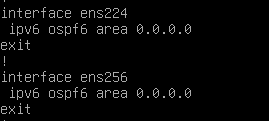 interface ens224
 ipv6 ospf6 area 0.0.0.0
exit
!
interface ens256
 ipv6 ospf6 area 0.0.0.0
exit